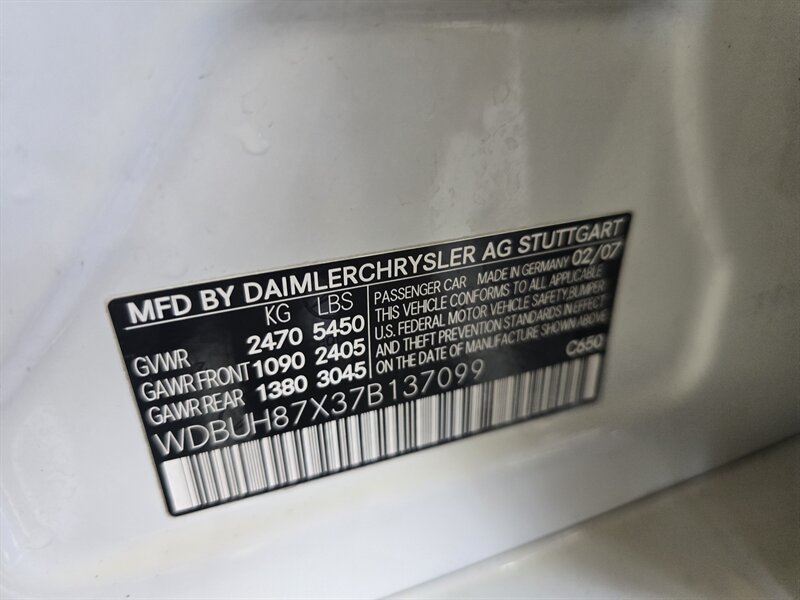 MFD BY DAIMLERCHRYSLER AG STUTTGART
KG LBS
GVWR 2470 5450
GAWR FRONT 1090 2405
GAWR REAR 1380 3045
PASSENGER CAR MADE IN GERMANY 02/07
THIS VEHICLE CONFORMS TO ALL APPLICABLE
U.S. FEDERAL MOTOR VEHICLE SAFETY,BUMPER
AND THEFT PREVENTION STANDARDS IN EFFECT
ON THE DATE OF MANUFACTURE SHOWN ABOVE
C650
WDBUH87X37B137099